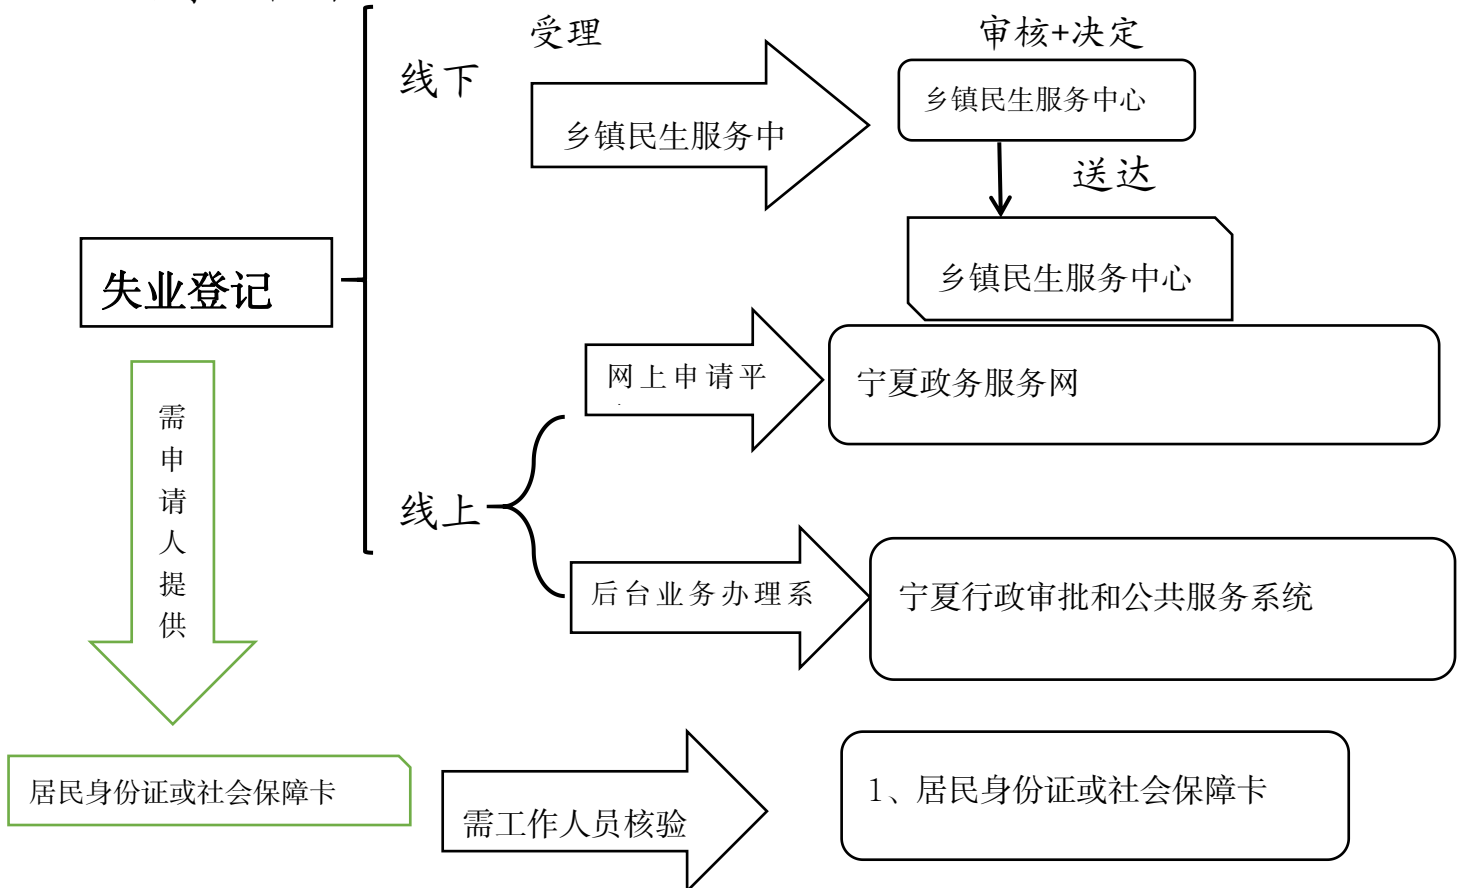 受理
审核+决定
线下
乡镇民生服务中
乡镇民生服务中心
送达
乡镇民生服务中心
失业登记
网上申请平
宁夏政务服务网
需
申
请
人
提
供
线上
后台业务办理系
宁夏行政审批和公共服务系统
居民身份证或社会保障卡
需工作人员核验
1、居民身份证或社会保障卡